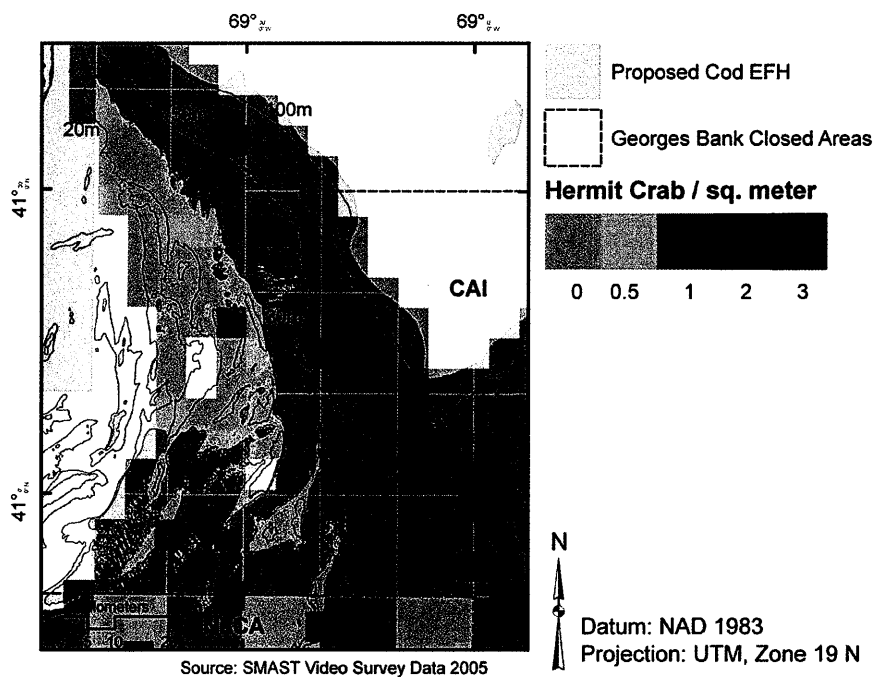 69° 69°
20m
00m
41°
CAI
41°
Proposed Cod EFH
Georges Bank Closed Areas
Hermit Crab / sq. meter
0 0.5 1 2 3
N
Datum: NAD 1983
Projection: UTM, Zone 19 N
Source: SMAST Video Survey Data 2005